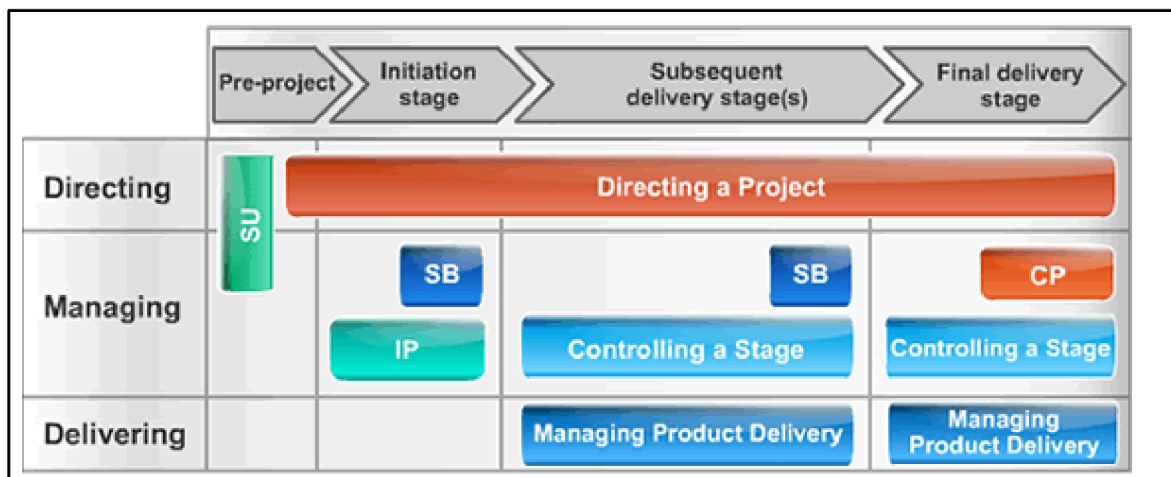 Pre-project
Initiation
stage
Subsequent
delivery stage(s)
Final delivery
stage
Directing
SU
Directing a Project
Managing
SB
SB
CP
IP
Controlling a Stage
Controlling a Stage
Delivering
Managing Product Delivery
Managing
Product Delivery